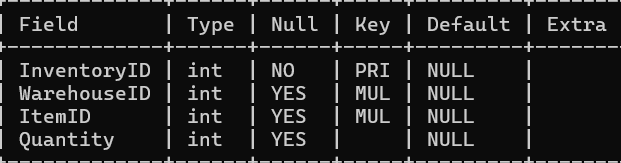 | Field | Type | Null | Key | Default | Extra
| InventoryID | int | NO | PRI | NULL |
| WarehouseID | int | YES | MUL | NULL |
| ItemID | int | YES | MUL | NULL |
| Quantity | int | YES | | NULL |